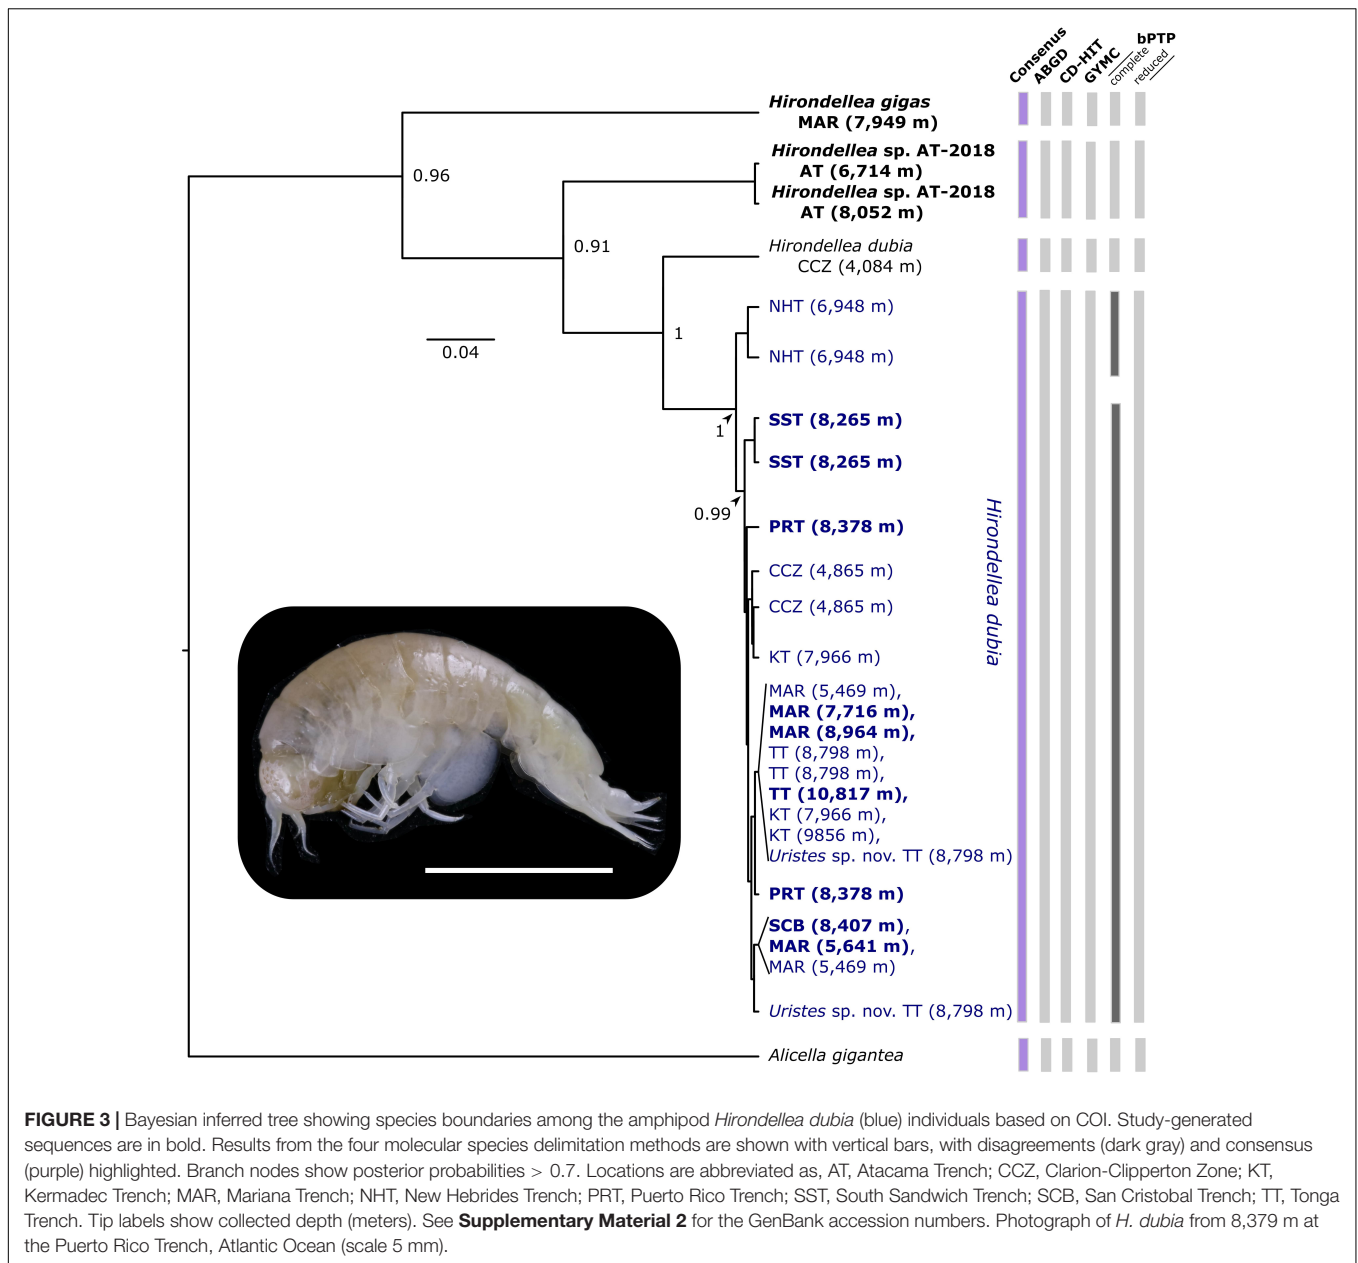 Consenus
ABGD
CD-HIT
GYMC
bPTP
complete
reduced
Hirondellea gigas
MAR (7,949 m)
0.96
Hirondellea sp. AT-2018
AT (6,714 m)
Hirondellea sp. AT-2018
AT (8,052 m)
0.91
Hirondellea dubia
CCZ (4,084 m)
NHT (6,948 m)
1
0.04
NHT (6,948 m)
SST (8,265 m)
1
SST (8,265 m)
0.99
PRT (8,378 m)
Hirondellea dubia
CCZ (4,865 m)
CCZ (4,865 m)
KT (7,966 m)
MAR (5,469 m),
MAR (7,716 m),
MAR (8,964 m),
TT (8,798 m),
TT (8,798 m),
TT (10,817 m),
KT (7,966 m),
KT (9856 m),
Uristes sp. nov. TT (8,798 m)
PRT (8,378 m)
SCB (8,407 m),
MAR (5,641 m),
MAR (5,469 m)
Uristes sp. nov. TT (8,798 m)
Alicella gigantea
FIGURE 3 | Bayesian inferred tree showing species boundaries among the amphipod Hirondellea dubia (blue) individuals based on COI. Study-generated
sequences are in bold. Results from the four molecular species delimitation methods are shown with vertical bars, with disagreements (dark gray) and consensus
(purple) highlighted. Branch nodes show posterior probabilities > 0.7. Locations are abbreviated as, AT, Atacama Trench; CCZ, Clarion-Clipperton Zone; KT,
Kermadec Trench; MAR, Mariana Trench; NHT, New Hebrides Trench; PRT, Puerto Rico Trench; SST, South Sandwich Trench; SCB, San Cristobal Trench; TT, Tonga
Trench. Tip labels show collected depth (meters). See Supplementary Material 2 for the GenBank accession numbers. Photograph of H. dubia from 8,379 m at
the Puerto Rico Trench, Atlantic Ocean (scale 5 mm).